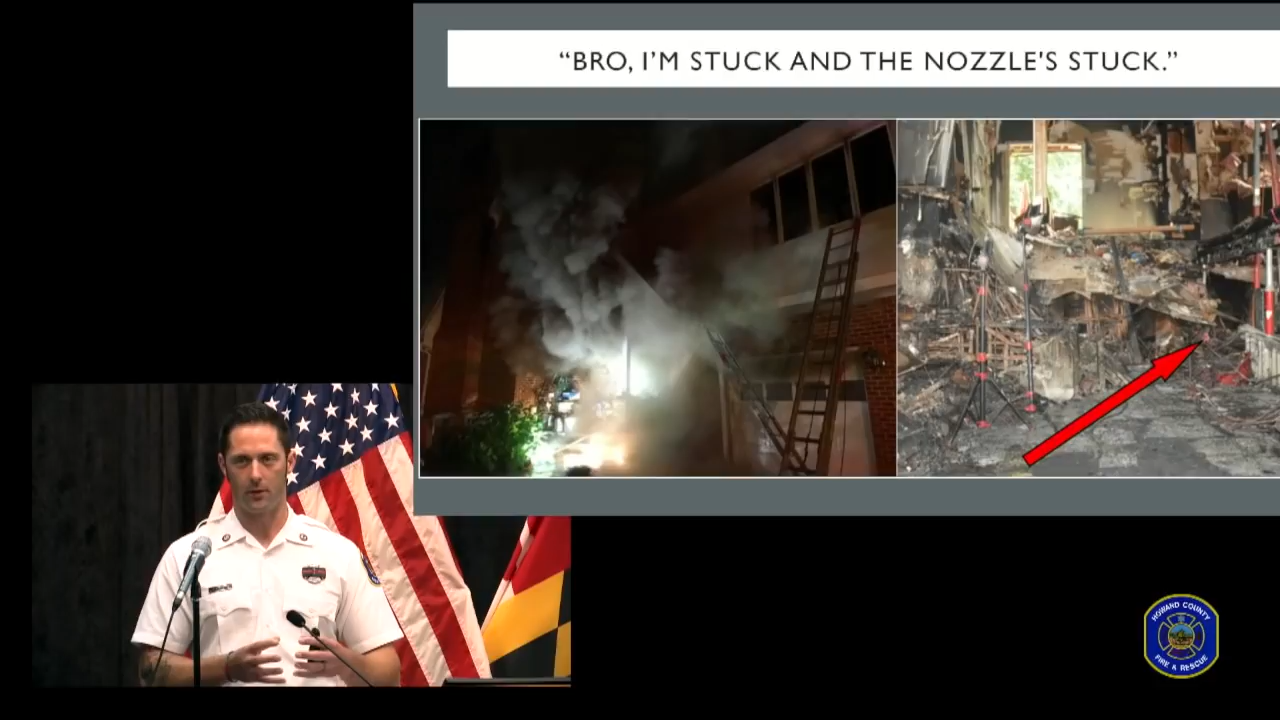 “BRO, I’M STUCK AND THE NOZZLE'S STUCK.”
HOWARD COUNTY
FIRE & RESCUE